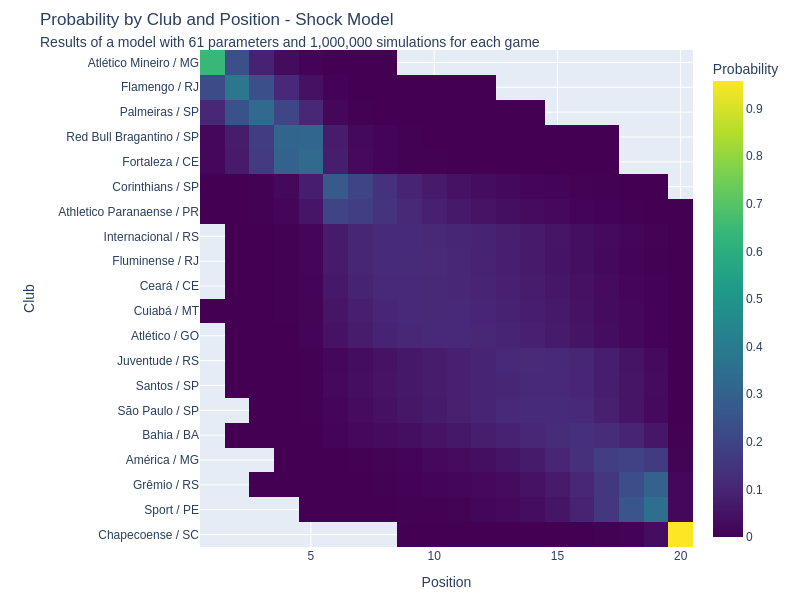 Probability by Club and Position - Shock Model
Results of a model with 61 parameters and 1,000,000 simulations for each game
Probability
Club
Atlético Mineiro / MG
Flamengo / RJ
Palmeiras / SP
Red Bull Bragantino / SP
Fortaleza / CE
Corinthians / SP
Athletico Paranaense / PR
Internacional / RS
Fluminense / RJ
Ceará / CE
Cuiabá / MT
Atlético / GO
Juventude / RS
Santos / SP
São Paulo / SP
Bahia / BA
América / MG
Grêmio / RS
Sport / PE
Chapecoense / SC
0.9
0.8
0.7
0.6
0.5
0.4
0.3
0.2
0.1
0
5 10 15 20
Position